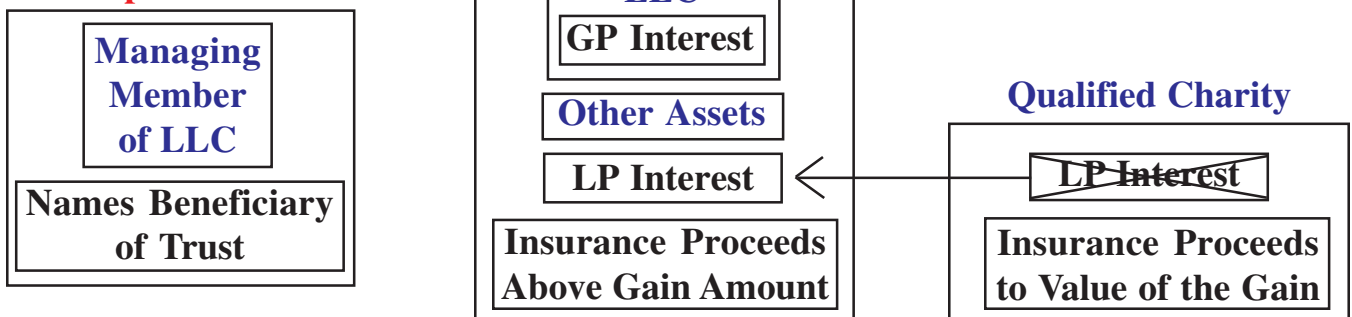 Managing
Member
of LLC
Names Beneficiary
of Trust
GP Interest
Other Assets
LP Interest
Insurance Proceeds
Above Gain Amount
Qualified Charity
LP Interest
Insurance Proceeds
to Value of the Gain